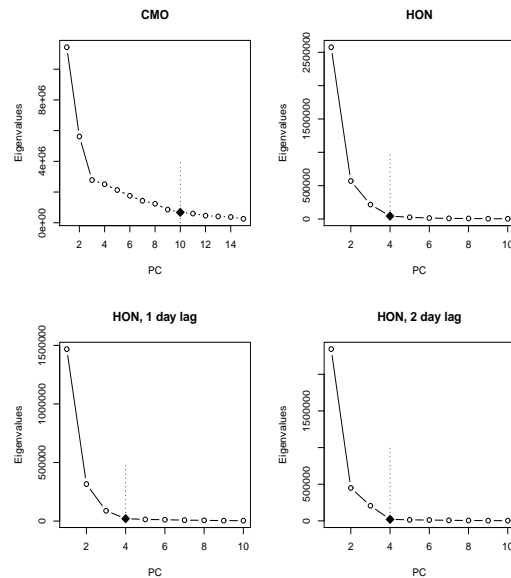 CMO
Eigenvalues
0e+00 4e+06 8e+06
2 4 6 8 10 12 14
PC
HON
Eigenvalues
0 500000 1500000 2500000
2 4 6 8 10
PC
HON, 1 day lag
Eigenvalues
0 500000 1000000 1500000
2 4 6 8 10
PC
HON, 2 day lag
Eigenvalues
0 500000 1500000
2 4 6 8 10
PC